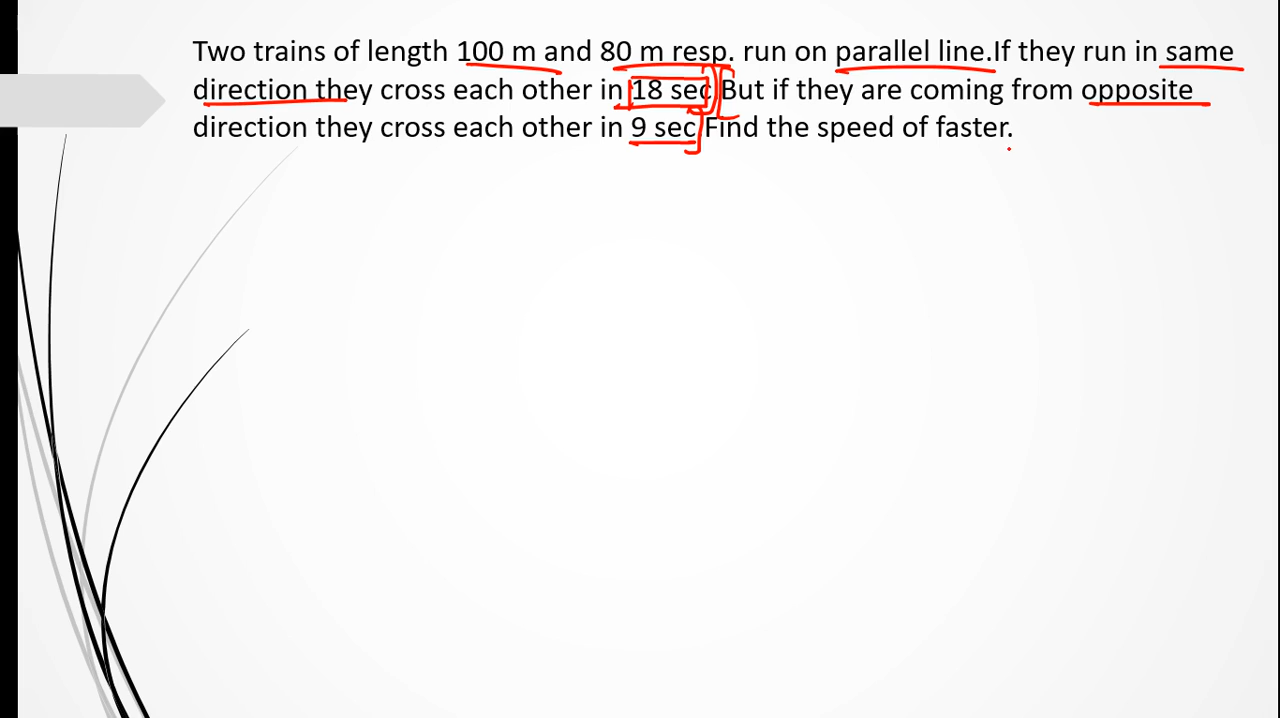 Two trains of length 100 m and 80 m resp. run on parallel line.If they run in same
direction they cross each other in 18 sec But if they are coming from opposite
direction they cross each other in 9 sec Find the speed of faster.